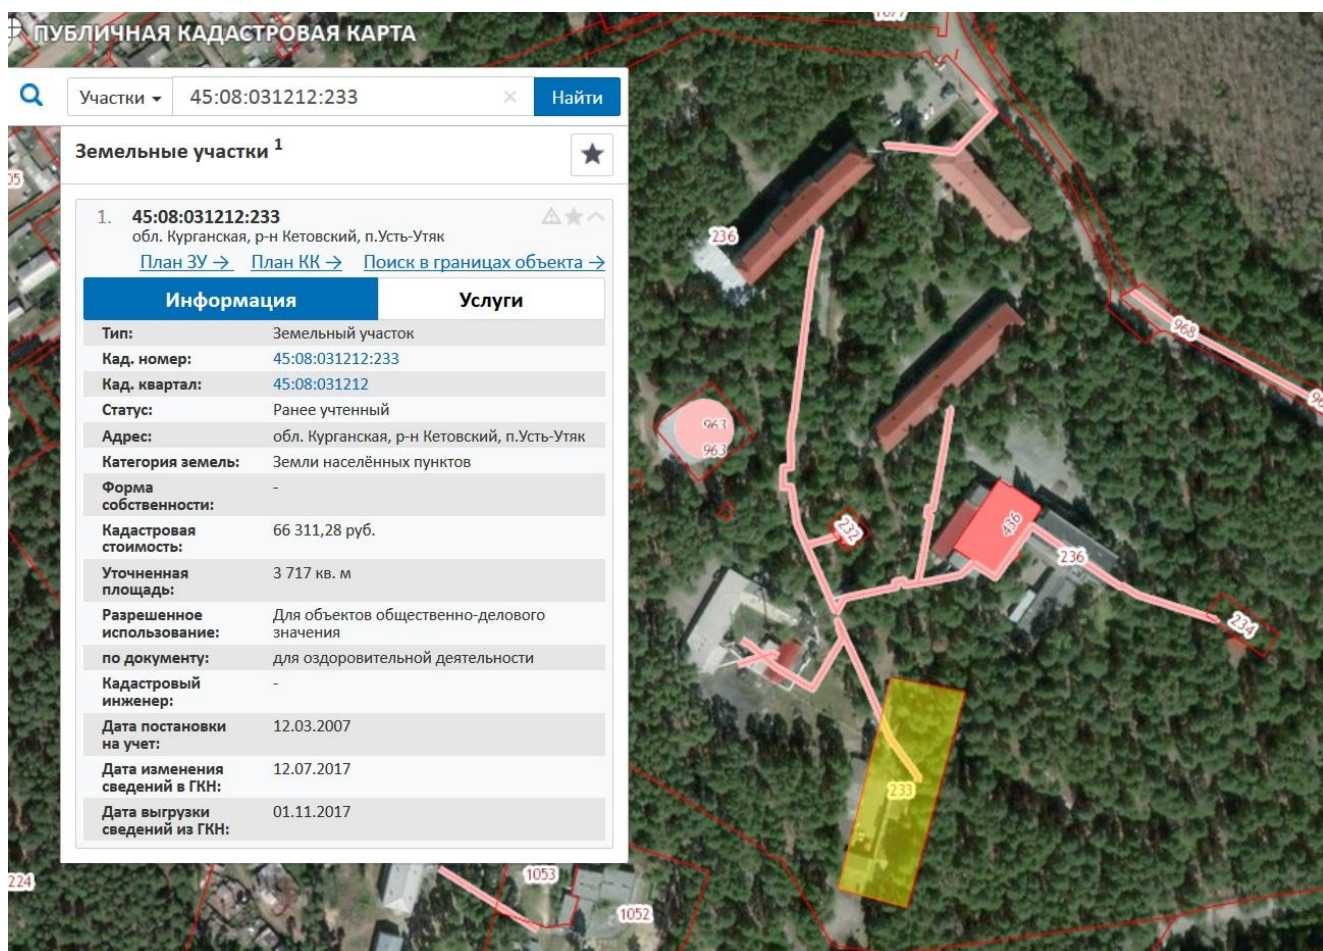 ПУБЛИЧНАЯ КАДАСТРОВАЯ КАРТА
Участки 45:08:031212:233 × Найти
Земельные участки 1
1. 45:08:031212:233
обл. Курганская, р-н Кетовский, п.Усть-Утяк
План ЗУ → План КК → Поиск в границах объекта →
Информация Услуги
Тип: Земельный участок
Кад. номер: 45:08:031212:233
Кад. квартал: 45:08:031212
Статус: Ранее учтенный
Адрес: обл. Курганская, р-н Кетовский, п.Усть-Утяк
Категория земель: Земли населённых пунктов
Форма
собственности: -
Кадастровая
стоимость: 66 311,28 руб.
Уточненная
площадь: 3 717 кв. м
Разрешенное
использование: Для объектов общественно-делового
значения
по документу: для оздоровительной деятельности
Кадастровый
инженер: -
Дата постановки
на учет: 12.03.2007
Дата изменения
сведений в ГКН: 12.07.2017
Дата выгрузки
сведений из ГКН: 01.11.2017
236
968
963
963
232
436
236
234
233
224
1053
1052